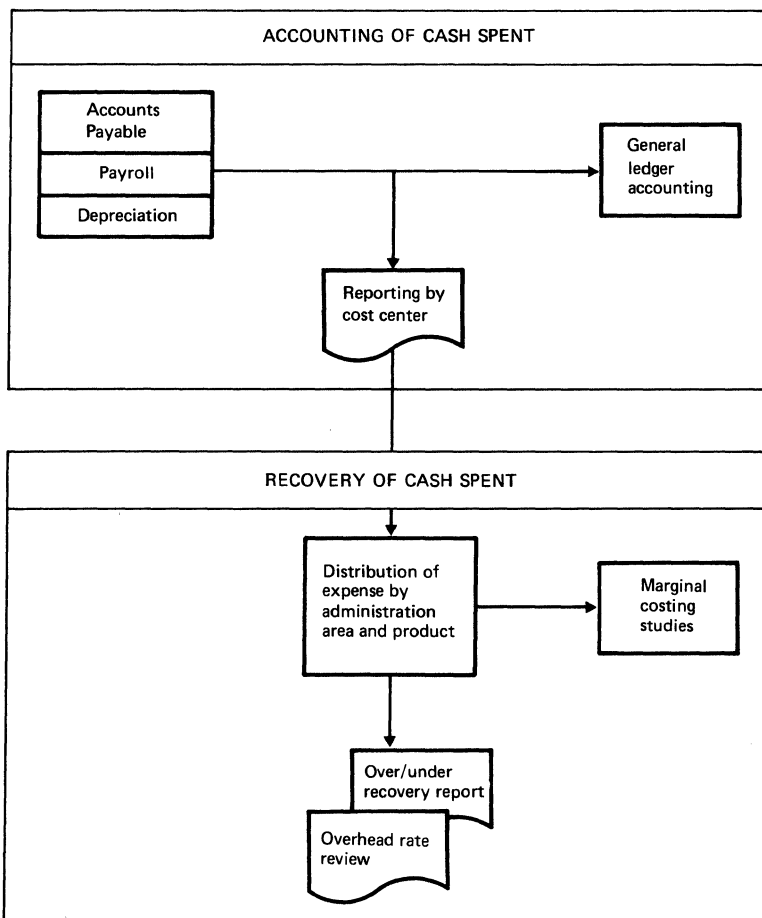 ACCOUNTING OF CASH SPENT
Accounts
Payable
Payroll
Depreciation
General
ledger
accounting
Reporting by
cost center
RECOVERY OF CASH SPENT
Distribution of
expense by
administration
area and product
Marginal
costing
studies
Over/under
recovery report
Overhead rate
review